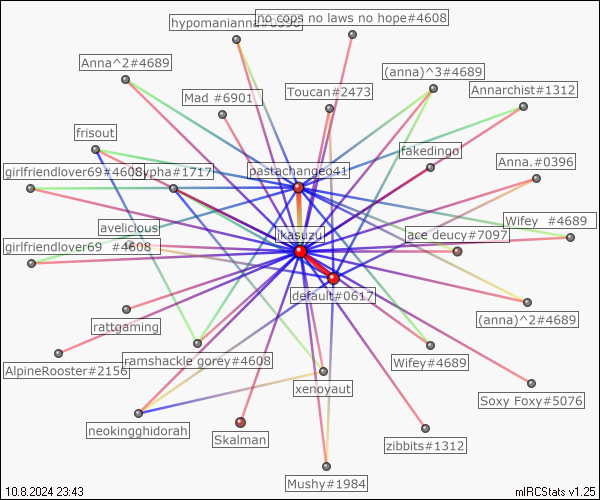 hypomanianna#0396
no cops no laws no hope#4608
Anna^2#4689
(anna)^3#4689
Mad #6901
Toucan#2473
Annarchist#1312
frisout
fakedingo
girlfriendlover69#4608
sypha#1717
pastachangeo41
Anna.#0396
avelicious
jkasuzu
ace deucy#7097
Wifey #4689
girlfriendlover69 #4608
default#0617
rattgaming
(anna)^2#4689
AlpineRooster#2156
ramshackle gorey#4608
Wifey#4689
xenoyaut
Soxy Foxy#5076
neokingghidorah
Skalman
zibbits#1312
Mushy#1984
10.8.2024 23:43
mIRCStats v1.25